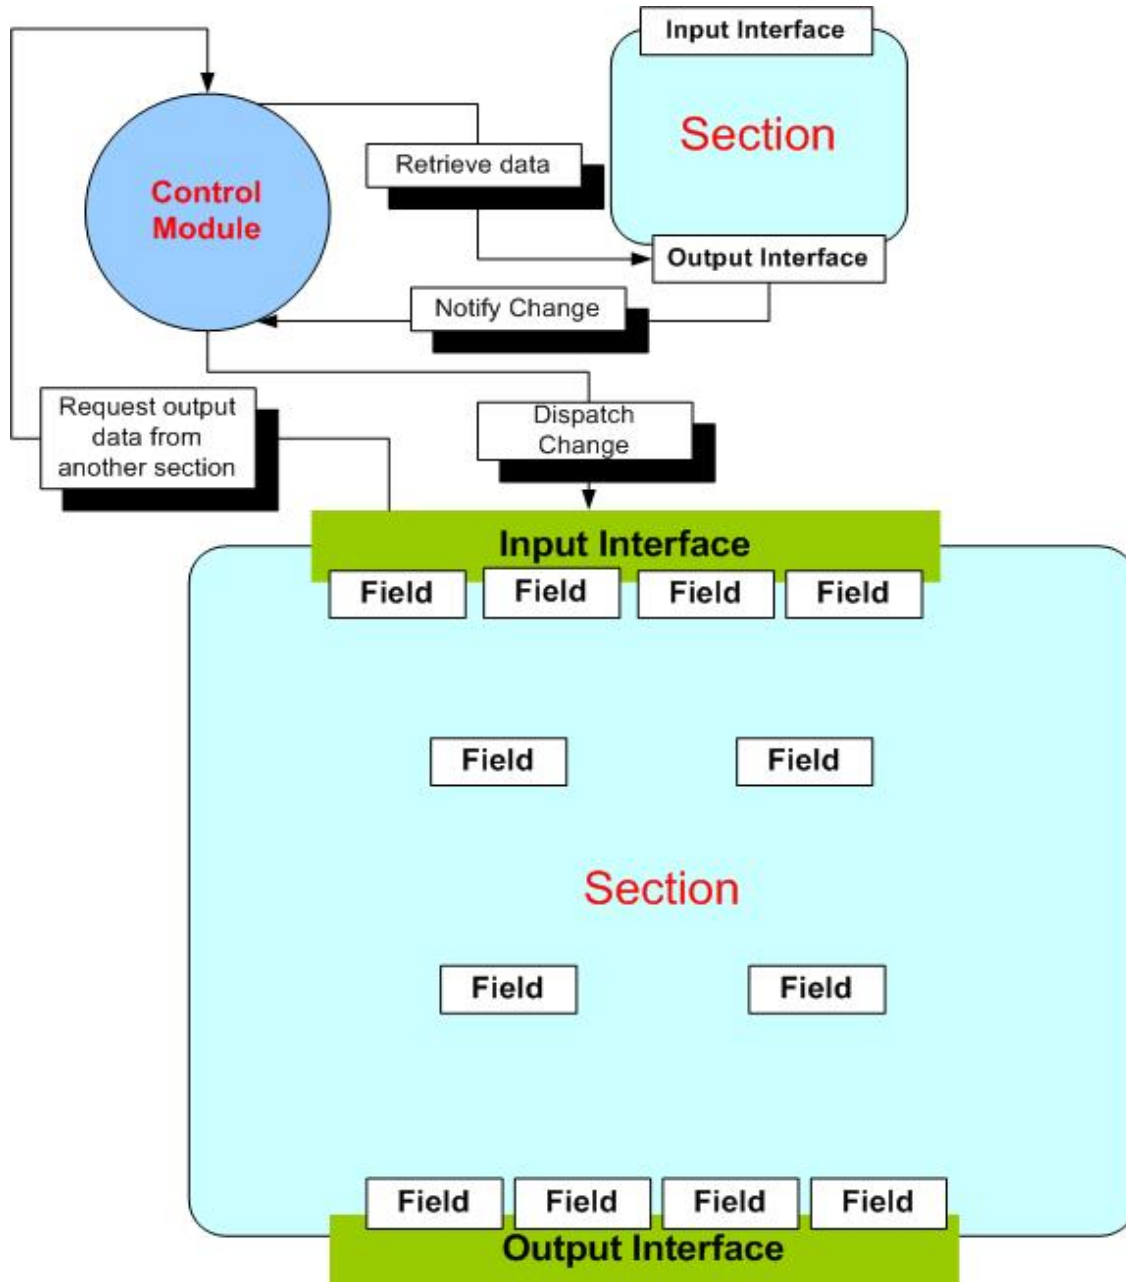 Input Interface
Section
Control
Module
Retrieve data
Output Interface
Notify Change
Request output
data from
another section
Dispatch
Change
Input Interface
Field Field Field Field
Field Field
Section
Field Field
Field Field Field Field
Output Interface